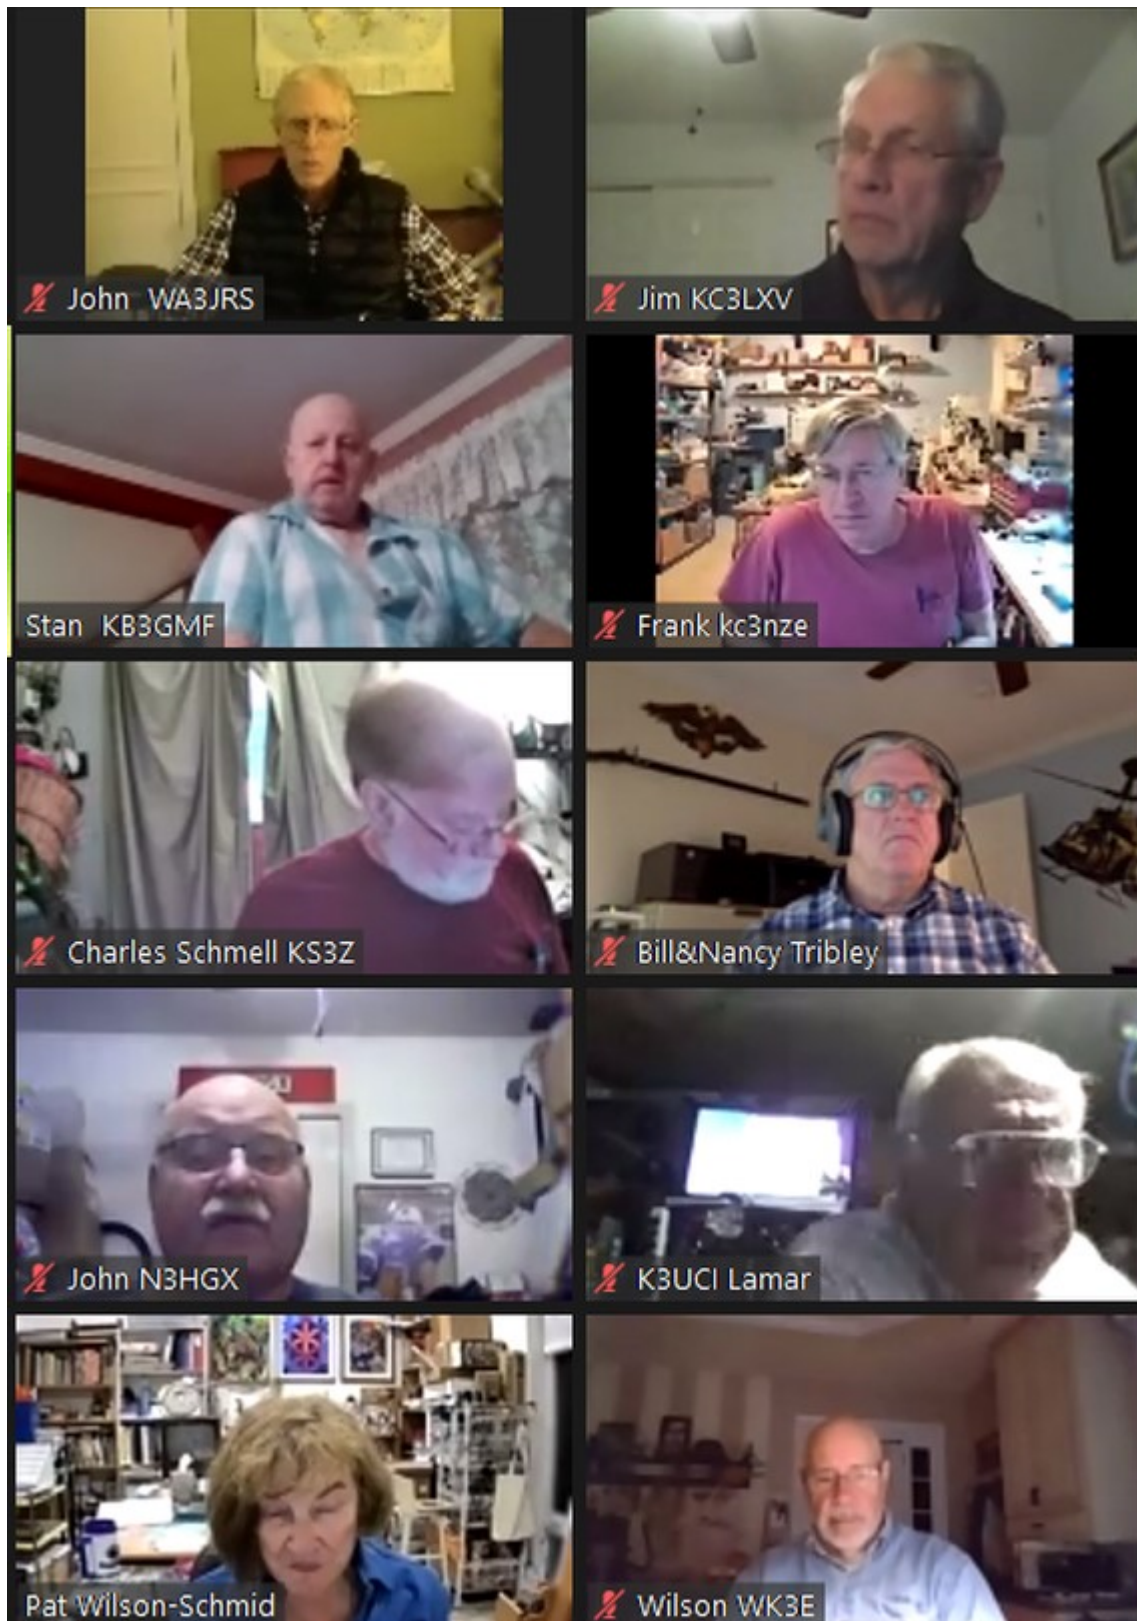 John WA3JRS
Jim KC3LXV
Stan KB3GMF
Frank kc3nze
Charles Schmell KS3Z
Bill&Nancy Tribley
John N3HGX
K3UCI Lamar
Pat Wilson-Schmid
Wilson WK3E